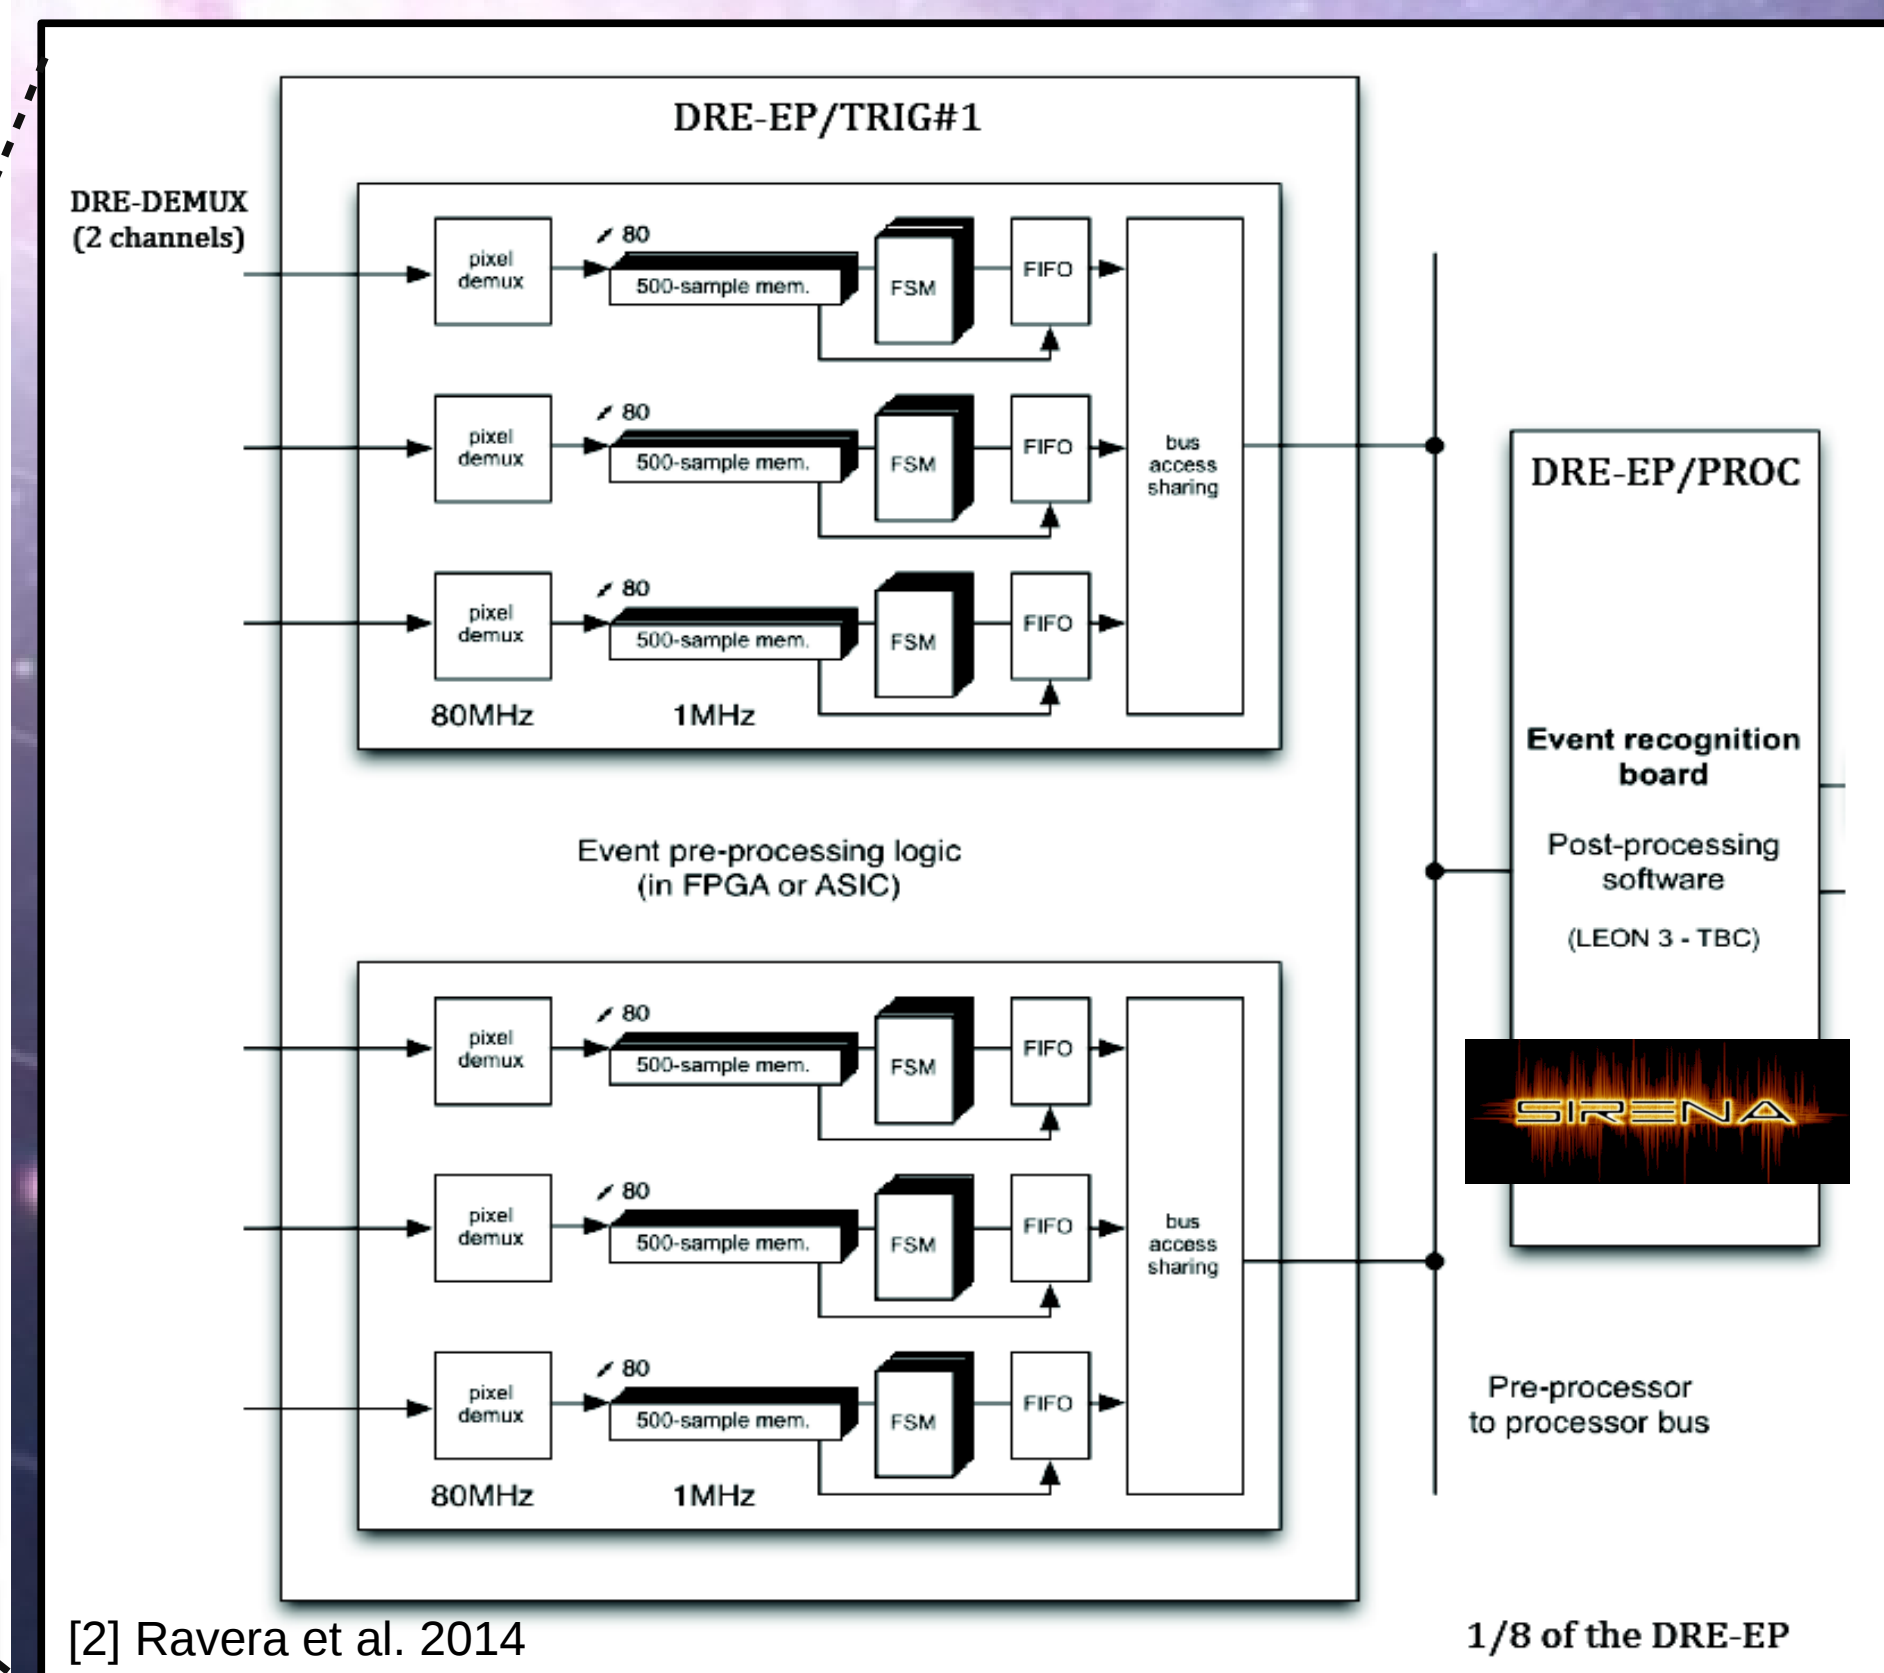 DRE-EP/TRIG#1
DRE-DEMUX
(2 channels)
pixel
demux
80
500-sample mem.
FSM
FIFO
pixel
demux
80
500-sample mem.
FSM
FIFO
bus
access
sharing
pixel
demux
80
500-sample mem.
FSM
FIFO
80MHz
1MHz
DRE-EP/PROC
Event recognition
board
Post-processing
software
(LEON 3 - TBC)
SIRENA
Event pre-processing logic
(in FPGA or ASIC)
pixel
demux
80
500-sample mem.
FSM
FIFO
pixel
demux
80
500-sample mem.
FSM
FIFO
bus
access
sharing
pixel
demux
80
500-sample mem.
FSM
FIFO
80MHz
1MHz
Pre-processor
to processor bus
[2] Ravera et al. 2014
1/8 of the DRE-EP